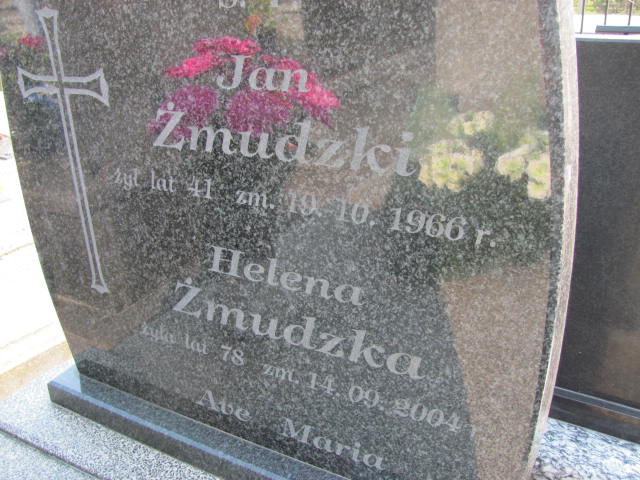 Ś. P.
Jan
Żmudzki
żył lat 41 zm. 19. 10. 1966 r.
Helena
Żmudzka
żyła lat 78 zm. 14. 09. 2004
Ave Maria